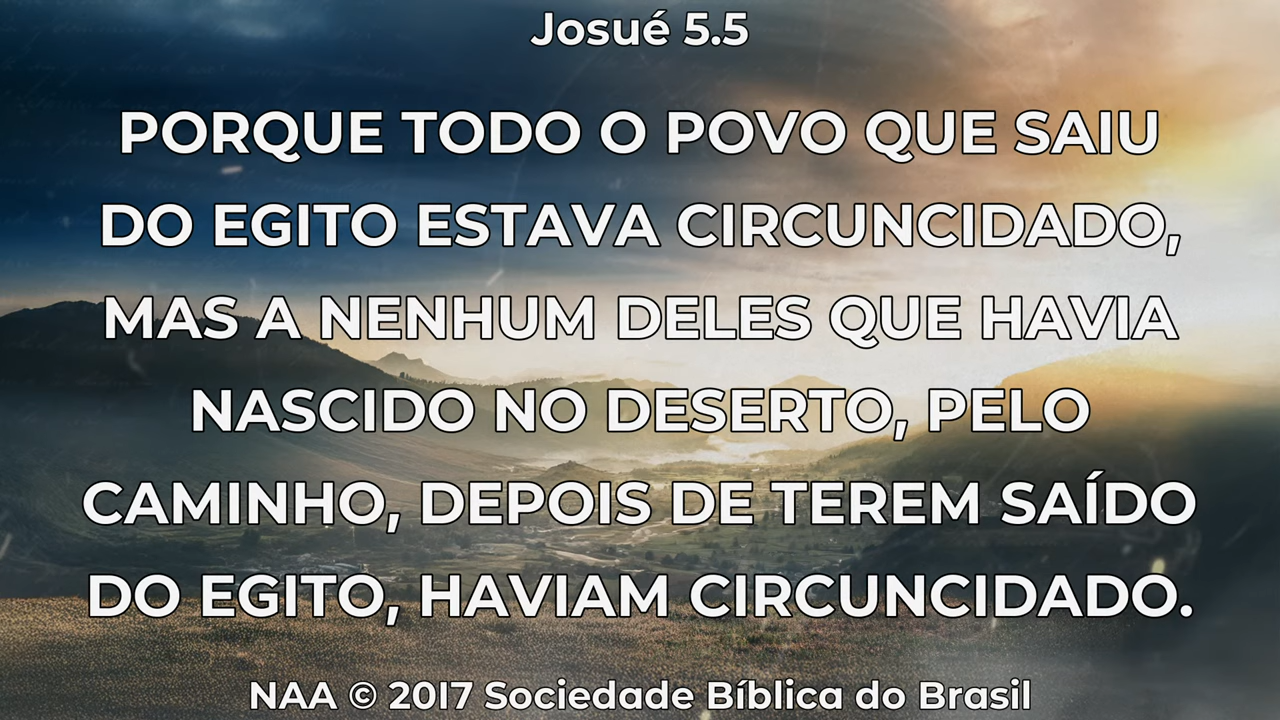 Josué 5.5
PORQUE TODO O POVO QUE SAIU
DO EGITO ESTAVA CIRCUNCIDADO,
MAS A NENHUM DELES QUE HAVIA
NASCIDO NO DESERTO, PELO
CAMINHO, DEPOIS DE TEREM SAÍDO
DO EGITO, HAVIAM CIRCUNCIDADO.
NAA © 2017 Sociedade Bíblica do Brasil